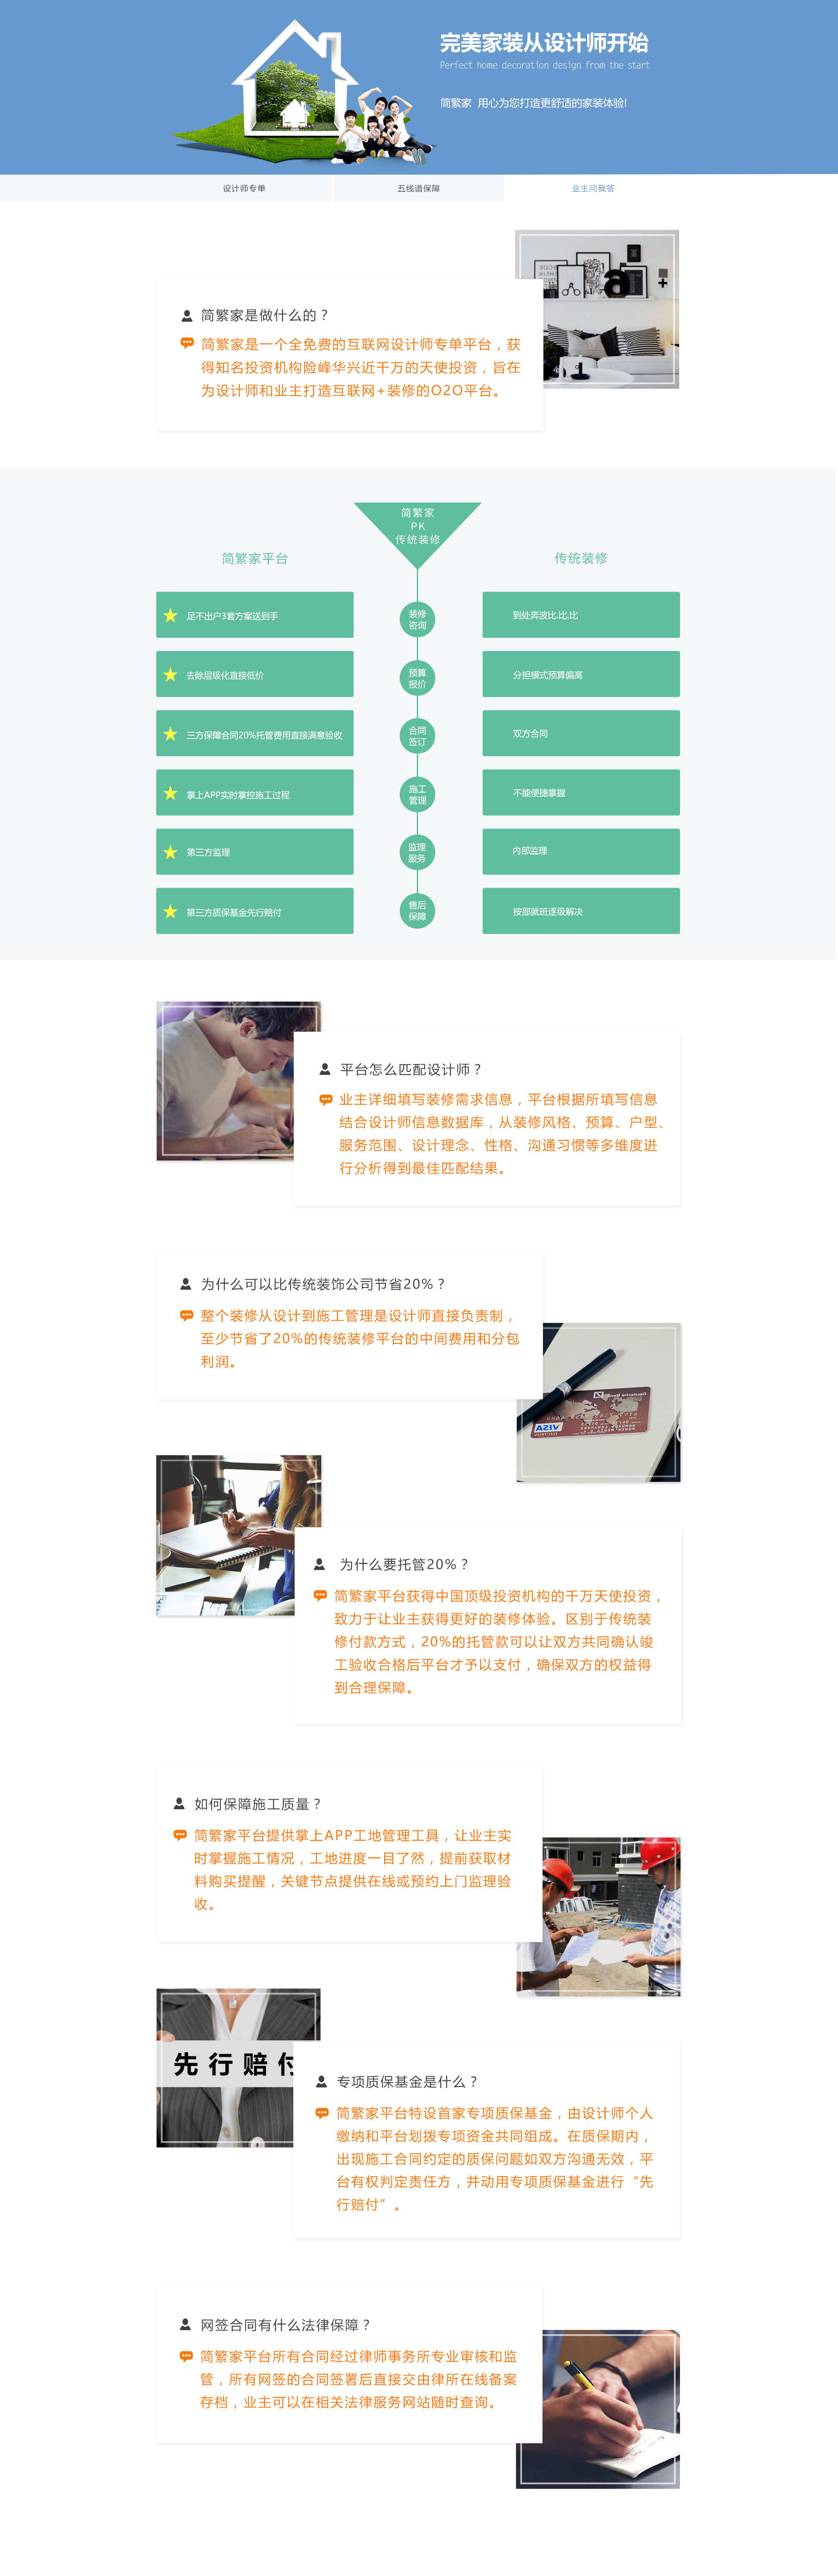 完美家装从设计师开始
Perfect home decoration design from the start
简繁家 用心为您打造更舒适的家装体验!
设计师专单
五线谱保障
业主问我答
a
+
简繁家是做什么的？
简繁家是一个全免费的互联网设计师专单平台，获
得知名投资机构险峰华兴近千万的天使投资，旨在
为设计师和业主打造互联网+装修的O2O平台。
简繁家
PK
传统装修
简繁家平台
传统装修
足不出户3套方案送到手
装修
咨询
到处奔波比.比.比
去除层级化直接低价
预算
报价
分担模式预算偏高
三方保障合同20%托管费用直接满意验收
合同
签订
双方合同
掌上APP实时掌控施工过程
施工
管理
不能便捷掌握
第三方监理
监理
服务
内部监理
第三方质保基金先行赔付
售后
保障
按部就班逐级解决
平台怎么匹配设计师？
业主详细填写装修需求信息，平台根据所填写信息
结合设计师信息数据库，从装修风格、预算、户型、
服务范围、设计理念、性格、沟通习惯等多维度进
行分析得到最佳匹配结果。
为什么可以比传统装饰公司节省20%？
整个装修从设计到施工管理是设计师直接负责制，
至少节省了20%的传统装修平台的中间费用和分包
利润。
VISA
为什么要托管20%？
简繁家平台获得中国顶级投资机构的千万天使投资，
致力于让业主获得更好的装修体验。区别于传统装
修付款方式，20%的托管款可以让双方共同确认竣
工验收合格后平台才予以支付，确保双方的权益得
到合理保障。
如何保障施工质量？
简繁家平台提供掌上APP工地管理工具，让业主实
时掌握施工情况，工地进度一目了然，提前获取材
料购买提醒，关键节点提供在线或预约上门监理验
收。
先行赔付
专项质保基金是什么？
简繁家平台特设首家专项质保基金，由设计师个人
缴纳和平台划拨专项资金共同组成。在质保期内，
出现施工合同约定的质保问题如双方沟通无效，平
台有权判定责任方，并动用专项质保基金进行“先
行赔付”。
网签合同有什么法律保障？
简繁家平台所有合同经过律师事务所专业审核和监
管，所有网签的合同签署后直接交由律所在线备案
存档，业主可以在相关法律服务网站随时查询。